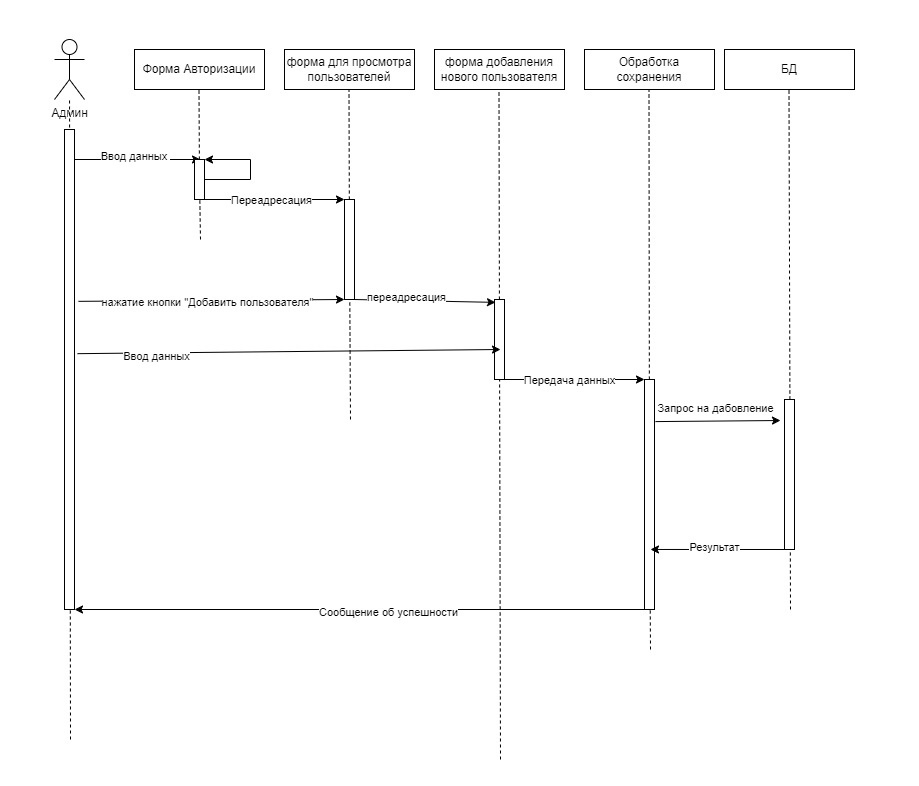 Админ
Форма Авторизации
форма для просмотра
пользователей
форма добавления
нового пользователя
Обработка
сохранения
БД
Ввод данных
Переадресация
нажатие кнопки "Добавить пользователя"
переадресация
Ввод данных
Передача данных
Запрос на дабовление
Результат
Сообщение об успешности